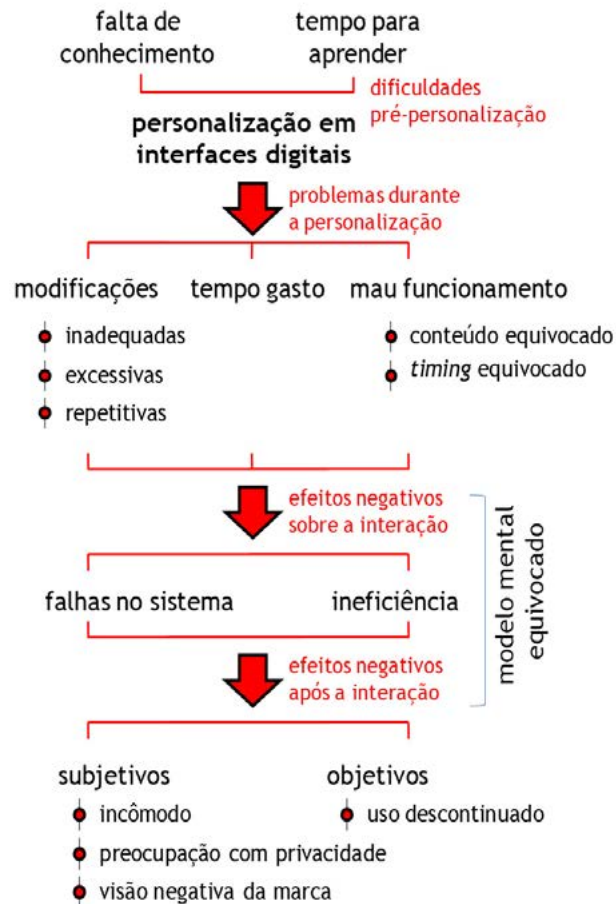 falta de
conhecimento
tempo para
aprender
dificuldades
pré-personalização
personalização em
interfaces digitais
problemas durante
a personalização
modificações
tempo gasto
mau funcionamento
inadequadas
excessivas
repetitivas
conteúdo equivocado
timing equivocado
efeitos negativos
sobre a interação
modelo mental
equivocado
falhas no sistema
ineficiência
efeitos negativos
após a interação
subjetivos
objetivos
incômodo
preocupação com privacidade
visão negativa da marca
uso descontinuado